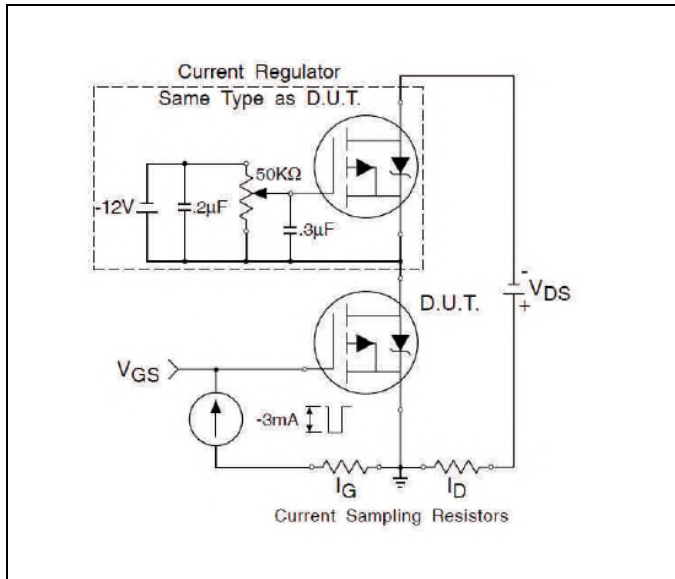 Current Regulator
Same Type as D.U.T.
50KΩ
-12V
.2μF
.3μF
D.U.T.
-
VDS
+
VGS
-3mA
IG
ID
Current Sampling Resistors